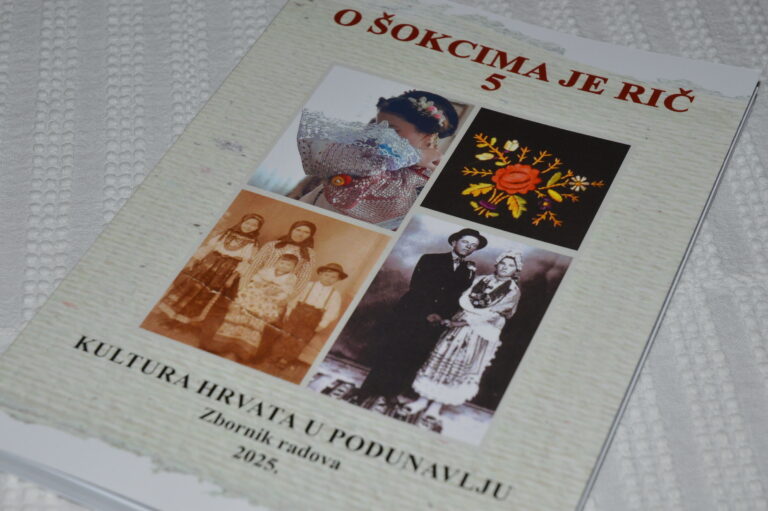 O ŠOKCIMA JE RIČ
5
KULTURA HRVATA U PODUNAVLJU
Zbornik radova
2025.